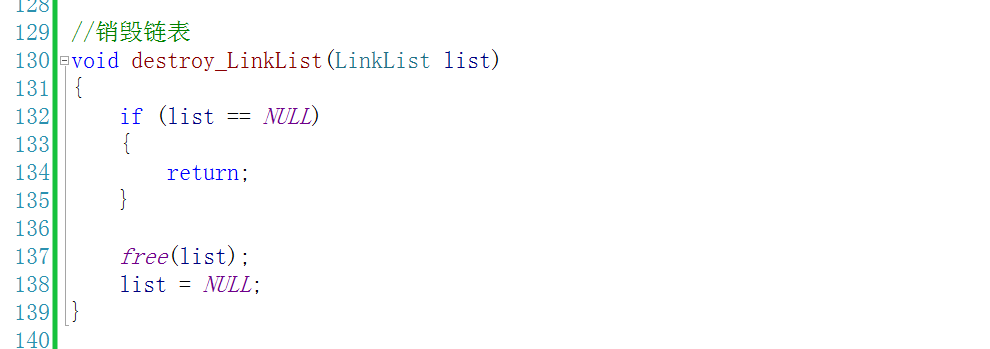 128
129 //销毁链表
130 void destroy_LinkList(LinkList list)
131 {
132     if (list == NULL)
133     {
134         return;
135     }
136
137     free(list);
138     list = NULL;
139 }
140